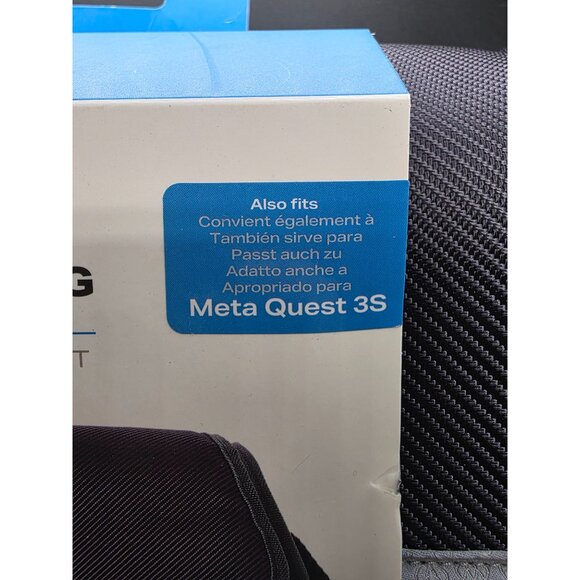 Also fits
Convient également à
También sirve para
Passt auch zu
Adatto anche a
Apropriado para
Meta Quest 3S
G
T